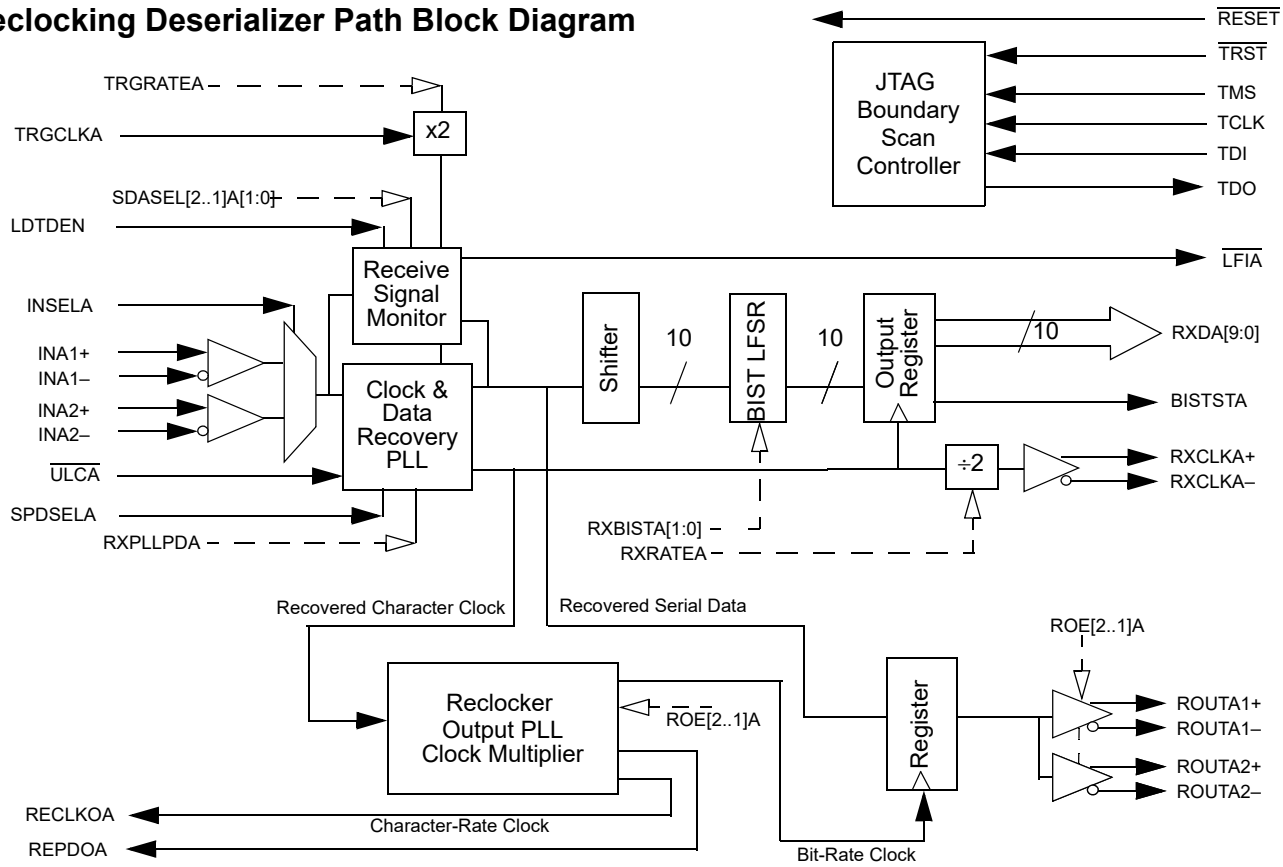 eclocking Deserializer Path Block Diagram
RESET
TRST
TMS
TCLK
TDI
TDO
JTAG
Boundary
Scan
Controller
TRGRATEA
x2
TRGCLKA
SDASEL[2..1]A[1:0]
LDTDEN
Receive
Signal
Monitor
LFIA
INSELA
INA1+
INA1–
INA2+
INA2–
ULCA
SPDSELA
RXPLLPDA
Clock &
Data
Recovery
PLL
Shifter
10
BIST LFSR
10
Output
Register
10
RXDA[9:0]
BISTSTA
÷2
RXCLKA+
RXCLKA–
RXBISTA[1:0]
RXRATEA
Recovered Character Clock
Recovered Serial Data
ROE[2..1]A
Reclocker
Output PLL
Clock Multiplier
ROE[2..1]A
Register
ROUTA1+
ROUTA1–
ROUTA2+
ROUTA2–
RECLKOA
Character-Rate Clock
REPDOA
Bit-Rate Clock